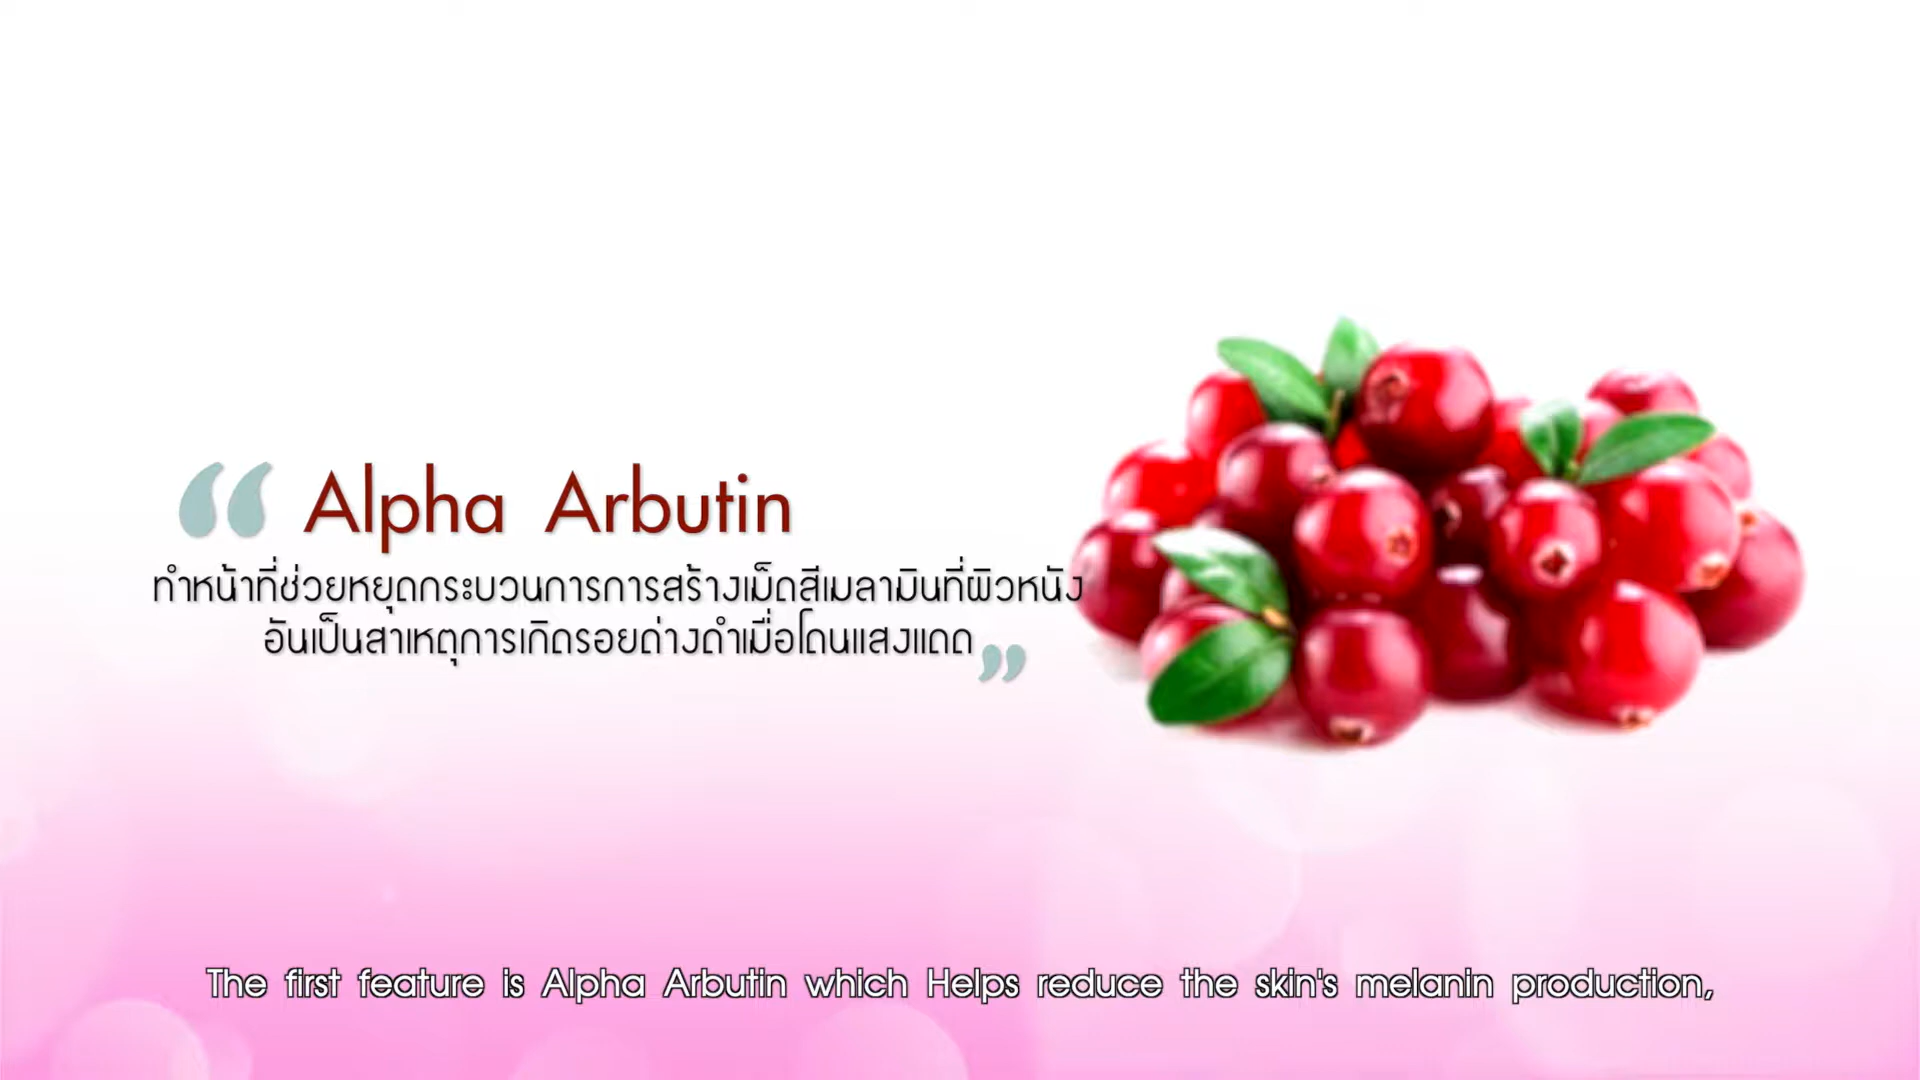 “ Alpha Arbutin
ทำหน้าที่ช่วยหยุดกระบวนการการสร้างเม็ดสีเมลามินที่ผิวหนัง
อันเป็นสาเหตุการเกิดรอยด่างดำเมื่อโดนแสงแดด ”
The first feature is Alpha Arbutin which Helps reduce the skin's melanin production,